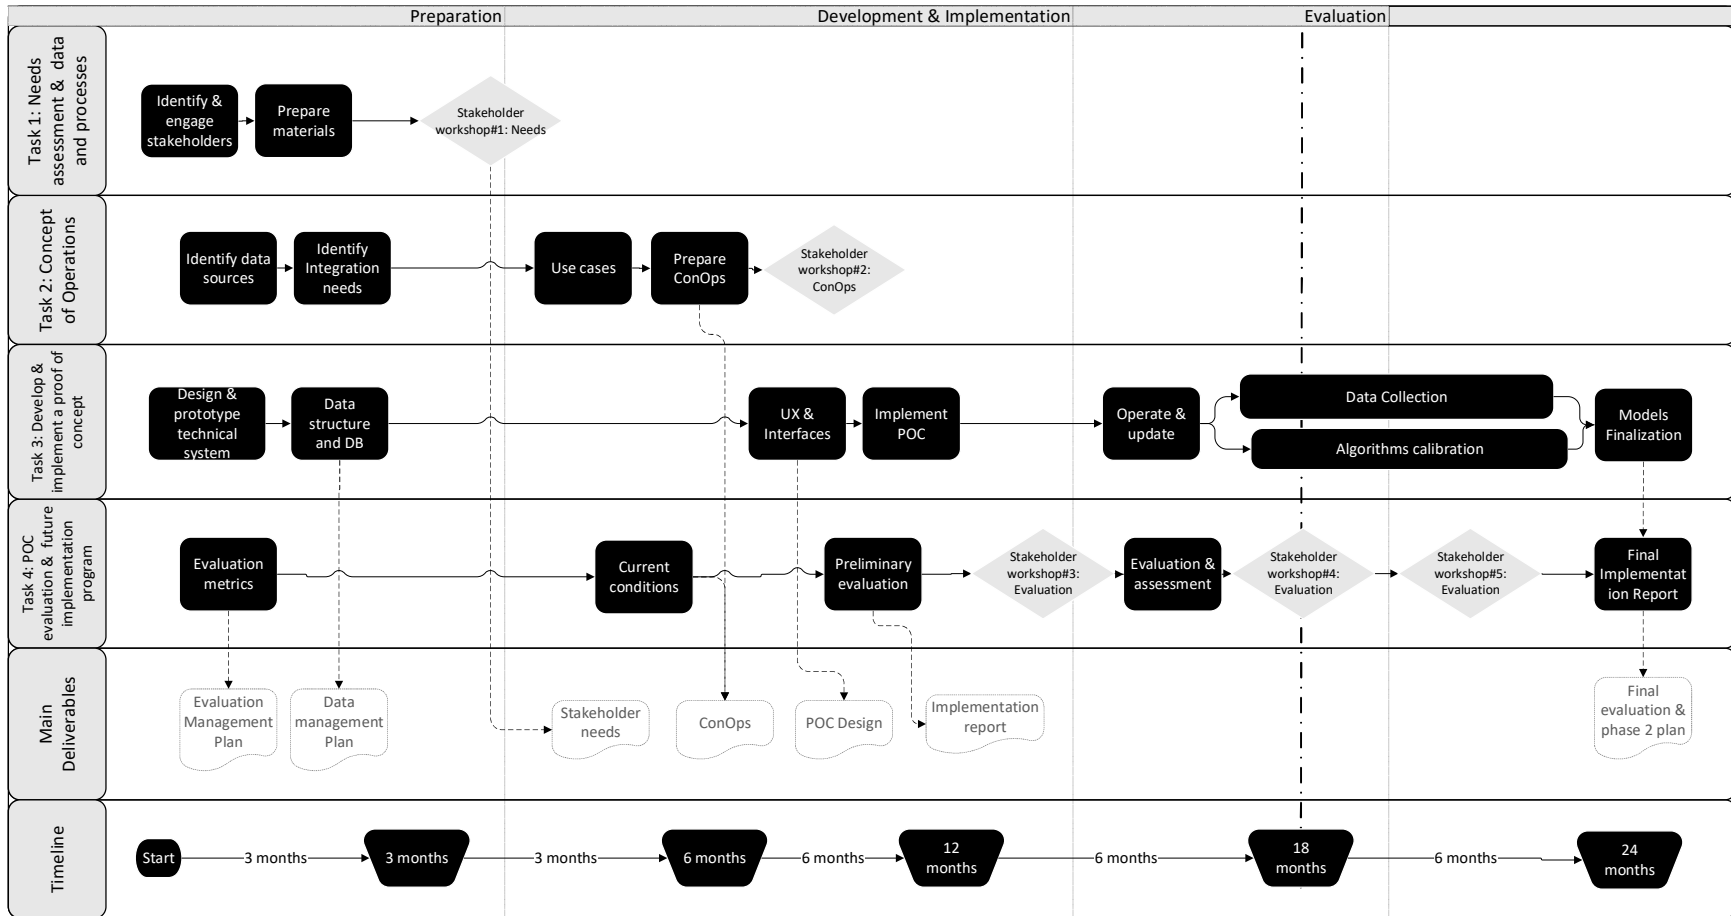 Preparation
Development & Implementation
Evaluation
Task 1: Needs
assessment & data
and processes
Identify &
engage
stakeholders
Prepare
materials
Stakeholder
workshop#1: Needs
Task 2: Concept
of Operations
Identify data
sources
Identify
Integration
needs
Use cases
Prepare
ConOps
Stakeholder
workshop#2:
ConOps
Task 3: Develop &
implement a proof of
concept
Design &
prototype
technical
system
Data
structure
and DB
UX &
Interfaces
Implement
POC
Operate &
update
Data Collection
Algorithms calibration
Models
Finalization
Task 4: POC
evaluation & future
implementation
program
Evaluation
metrics
Current
conditions
Preliminary
evaluation
Stakeholder
workshop#3:
Evaluation
Evaluation &
assessment
Stakeholder
workshop#4:
Evaluation
Stakeholder
workshop#5:
Evaluation
Final
Implementat
ion Report
Main
Deliverables
Evaluation
Management
Plan
Data
management
Plan
Stakeholder
needs
ConOps
POC Design
Implementation
report
Final
evaluation &
phase 2 plan
Timeline
Start
3 months
3 months
3 months
6 months
6 months
12
months
6 months
18
months
6 months
24
months